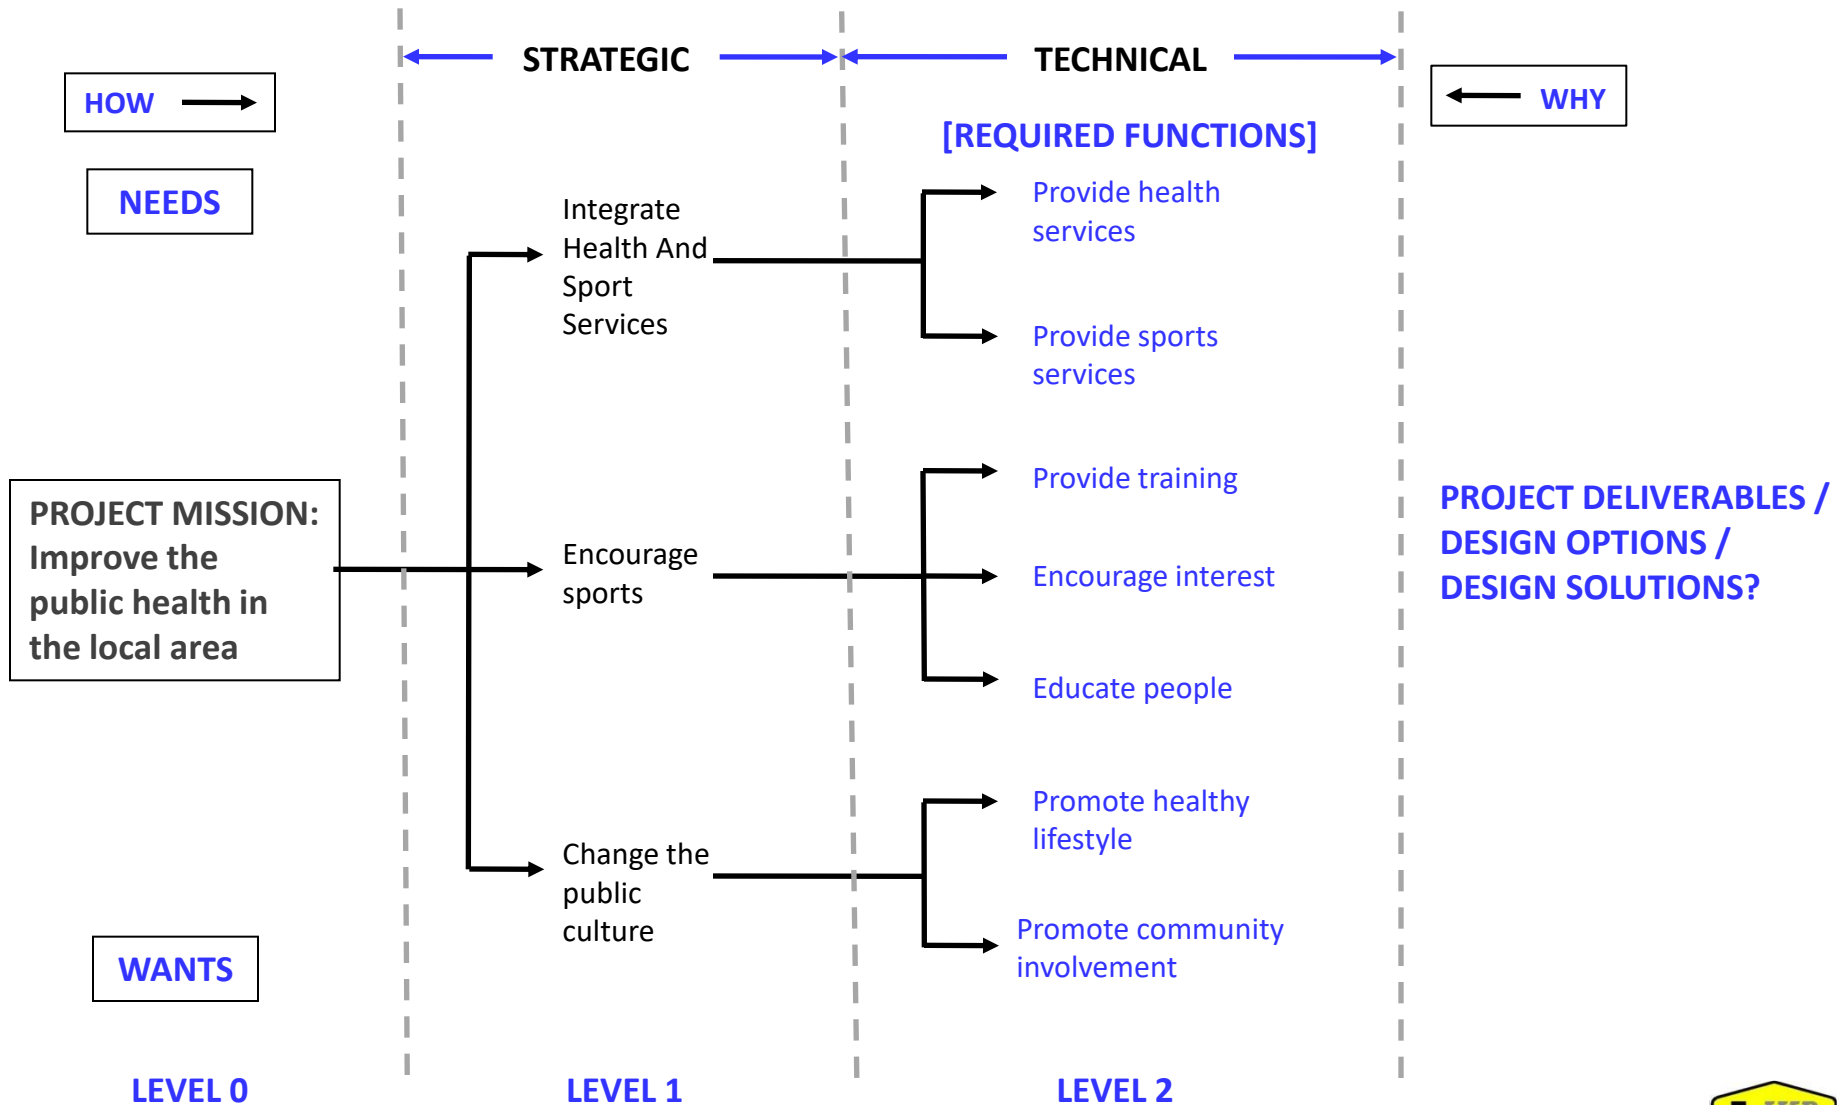 STRATEGIC
TECHNICAL
HOW
WHY
[REQUIRED FUNCTIONS]
NEEDS
Integrate
Health And
Sport
Services
Provide health
services
Provide sports
services
PROJECT MISSION:
Improve the
public health in
the local area
Encourage
sports
Provide training
Encourage interest
Educate people
PROJECT DELIVERABLES /
DESIGN OPTIONS /
DESIGN SOLUTIONS?
Change the
public
culture
Promote healthy
lifestyle
Promote community
involvement
WANTS
LEVEL 0
LEVEL 1
LEVEL 2